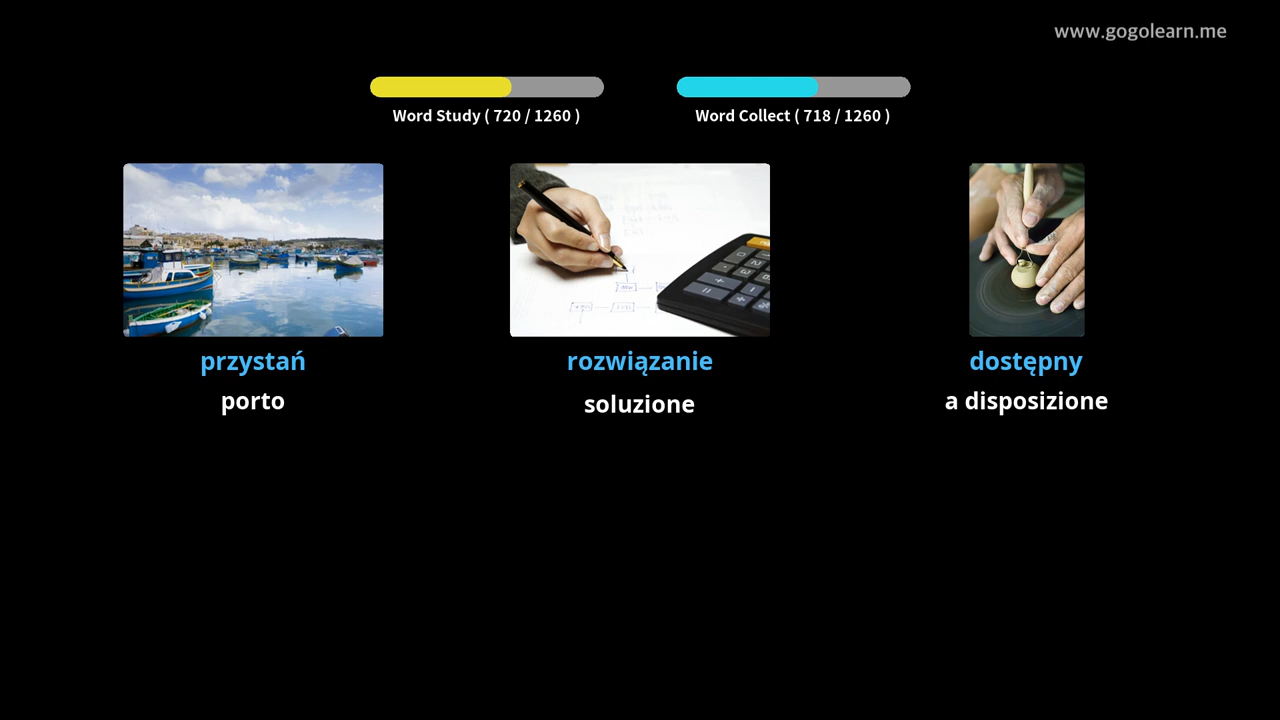 www.gogolearn.me
Word Study ( 720 / 1260 )
Word Collect ( 718 / 1260 )
przystań
porto
rozwiązanie
soluzione
dostępny
a disposizione